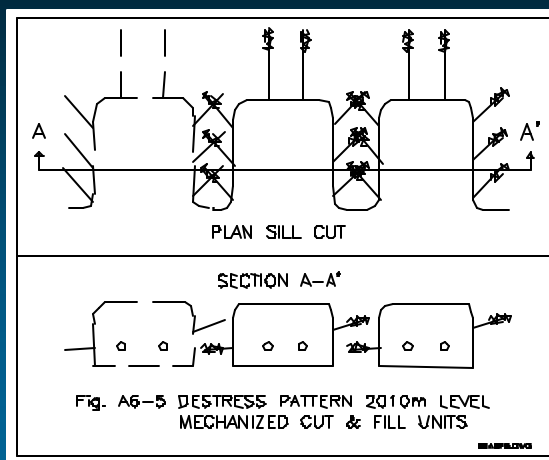 A A'
PLAN SILL CUT
SECTION A-A'
Fig. A6-5 DESTRESS PATTERN 2010m LEVEL
MECHANIZED CUT & FILL UNITS